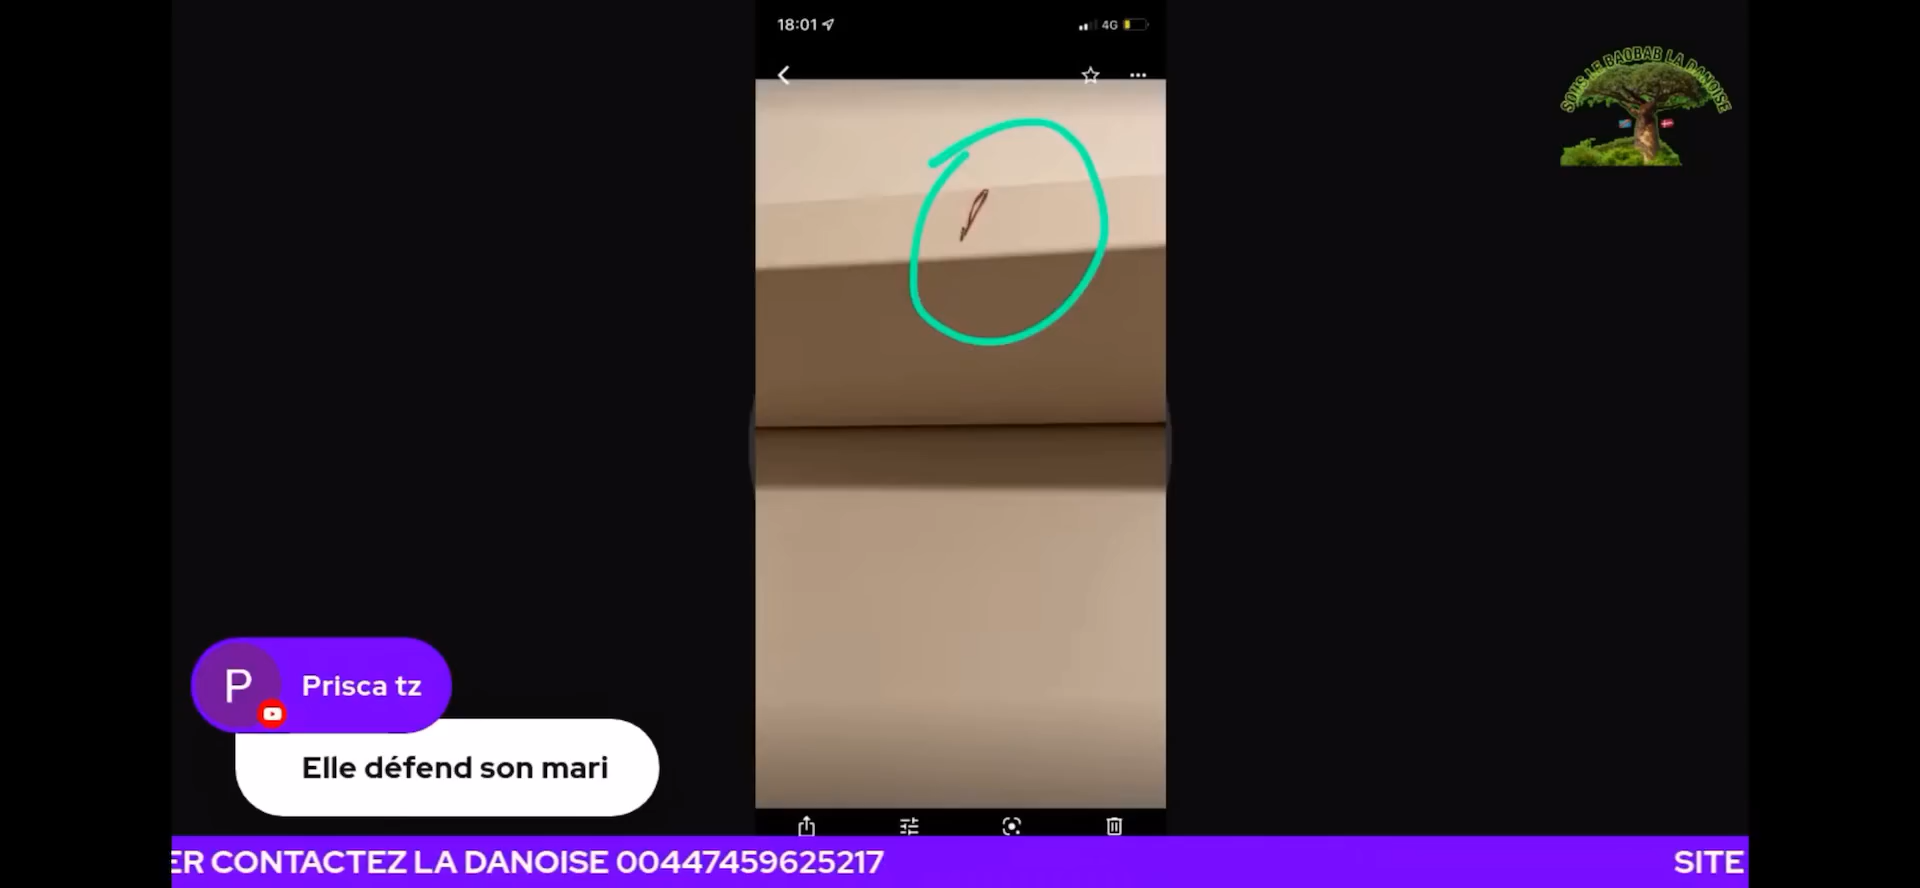 18:01
4G
SOUS LE BAOBAB LA DANOISE
P
Prisca tz
Elle défend son mari
ER CONTACTEZ LA DANOISE 00447459625217
SITE